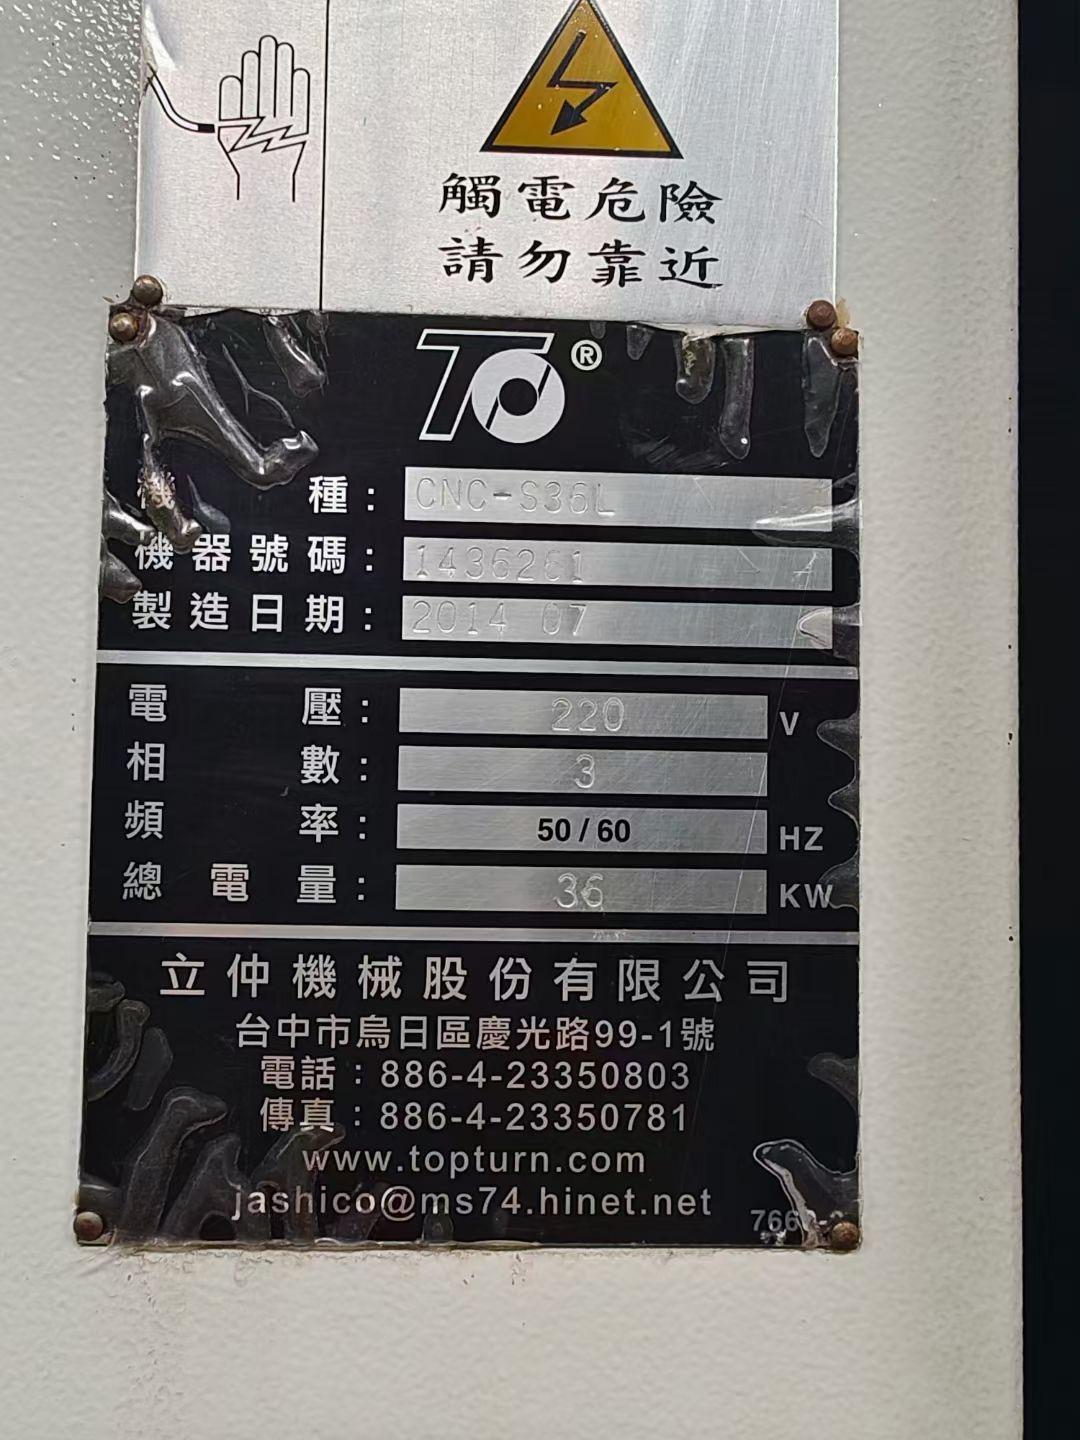 觸電危險
請勿靠近
TO®
種： CNC-S36L
機器號碼： 1436261
製造日期： 2014 07
電壓： 220 V
相數： 3
頻率： 50/60 HZ
總電量： 36 KW
立仲機械股份有限公司
台中市烏日區慶光路99-1號
電話：886-4-23350803
傳真：886-4-23350781
www.topturn.com
jashico@ms74.hinet.net